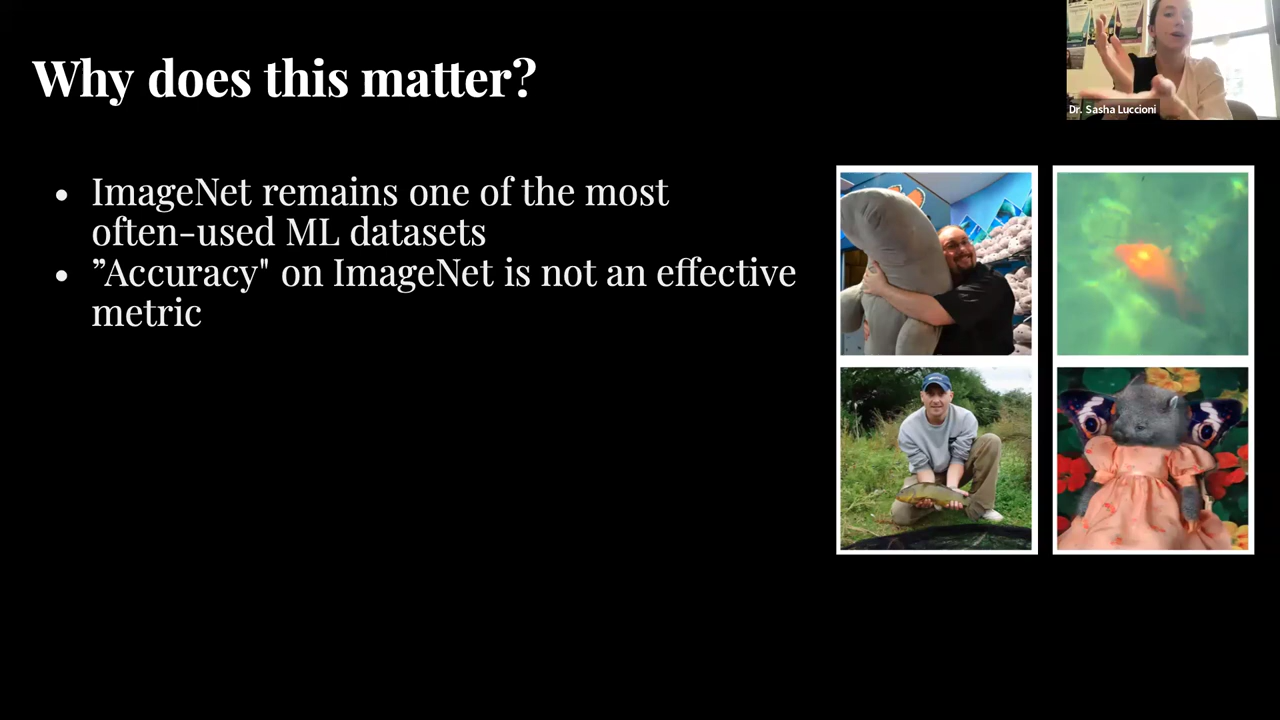 Why does this matter?
Dr. Sasha Luccioni
• ImageNet remains one of the most
often-used ML datasets
• ”Accuracy" on ImageNet is not an effective
metric